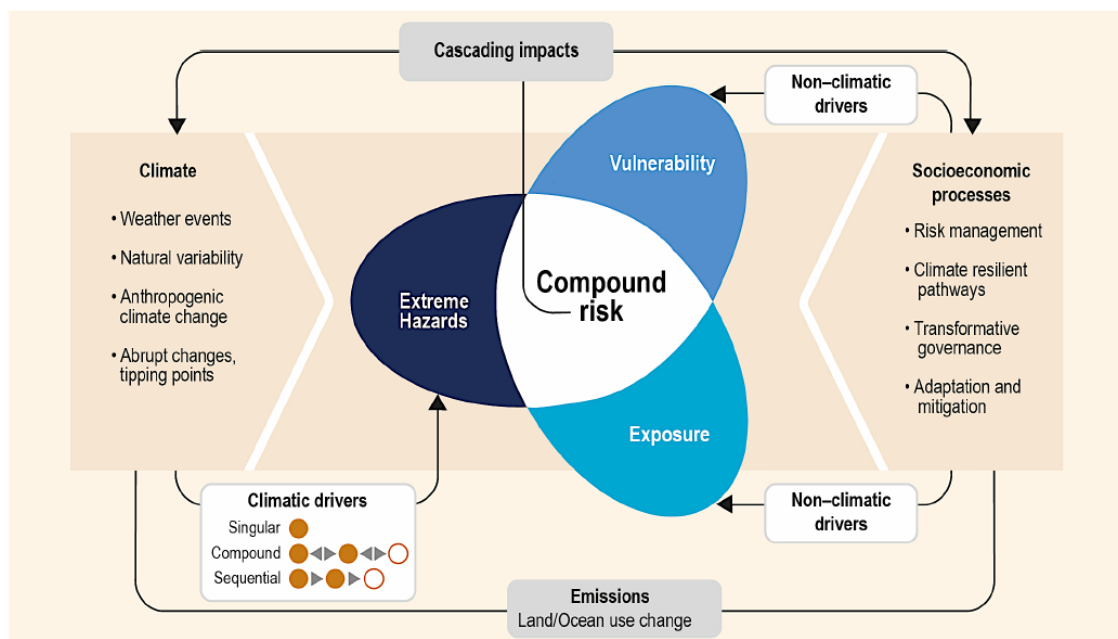 Cascading impacts
Non–climatic
drivers
Climate
• Weather events
• Natural variability
• Anthropogenic
climate change
• Abrupt changes,
tipping points
Vulnerability
Extreme
Hazards
Compound
risk
Exposure
Socioeconomic
processes
• Risk management
• Climate resilient
pathways
• Transformative
governance
• Adaptation and
mitigation
Climatic drivers
Singular
Compound
Sequential
Non–climatic
drivers
Emissions
Land/Ocean use change